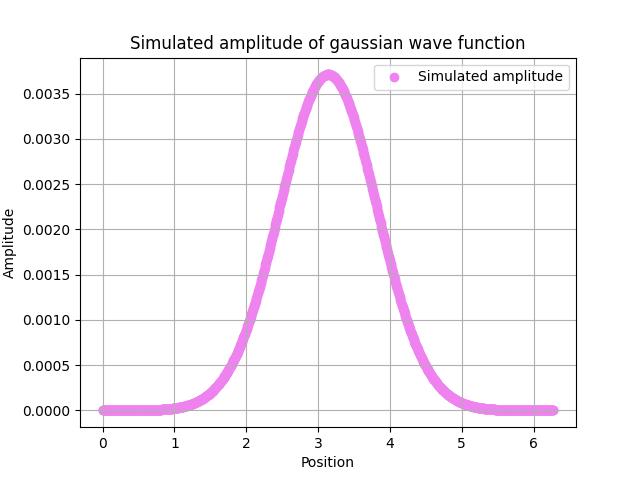 Simulated amplitude of gaussian wave function
Simulated amplitude
0.0035
0.0030
0.0025
0.0020
0.0015
0.0010
0.0005
0.0000
Amplitude
0 1 2 3 4 5 6
Position